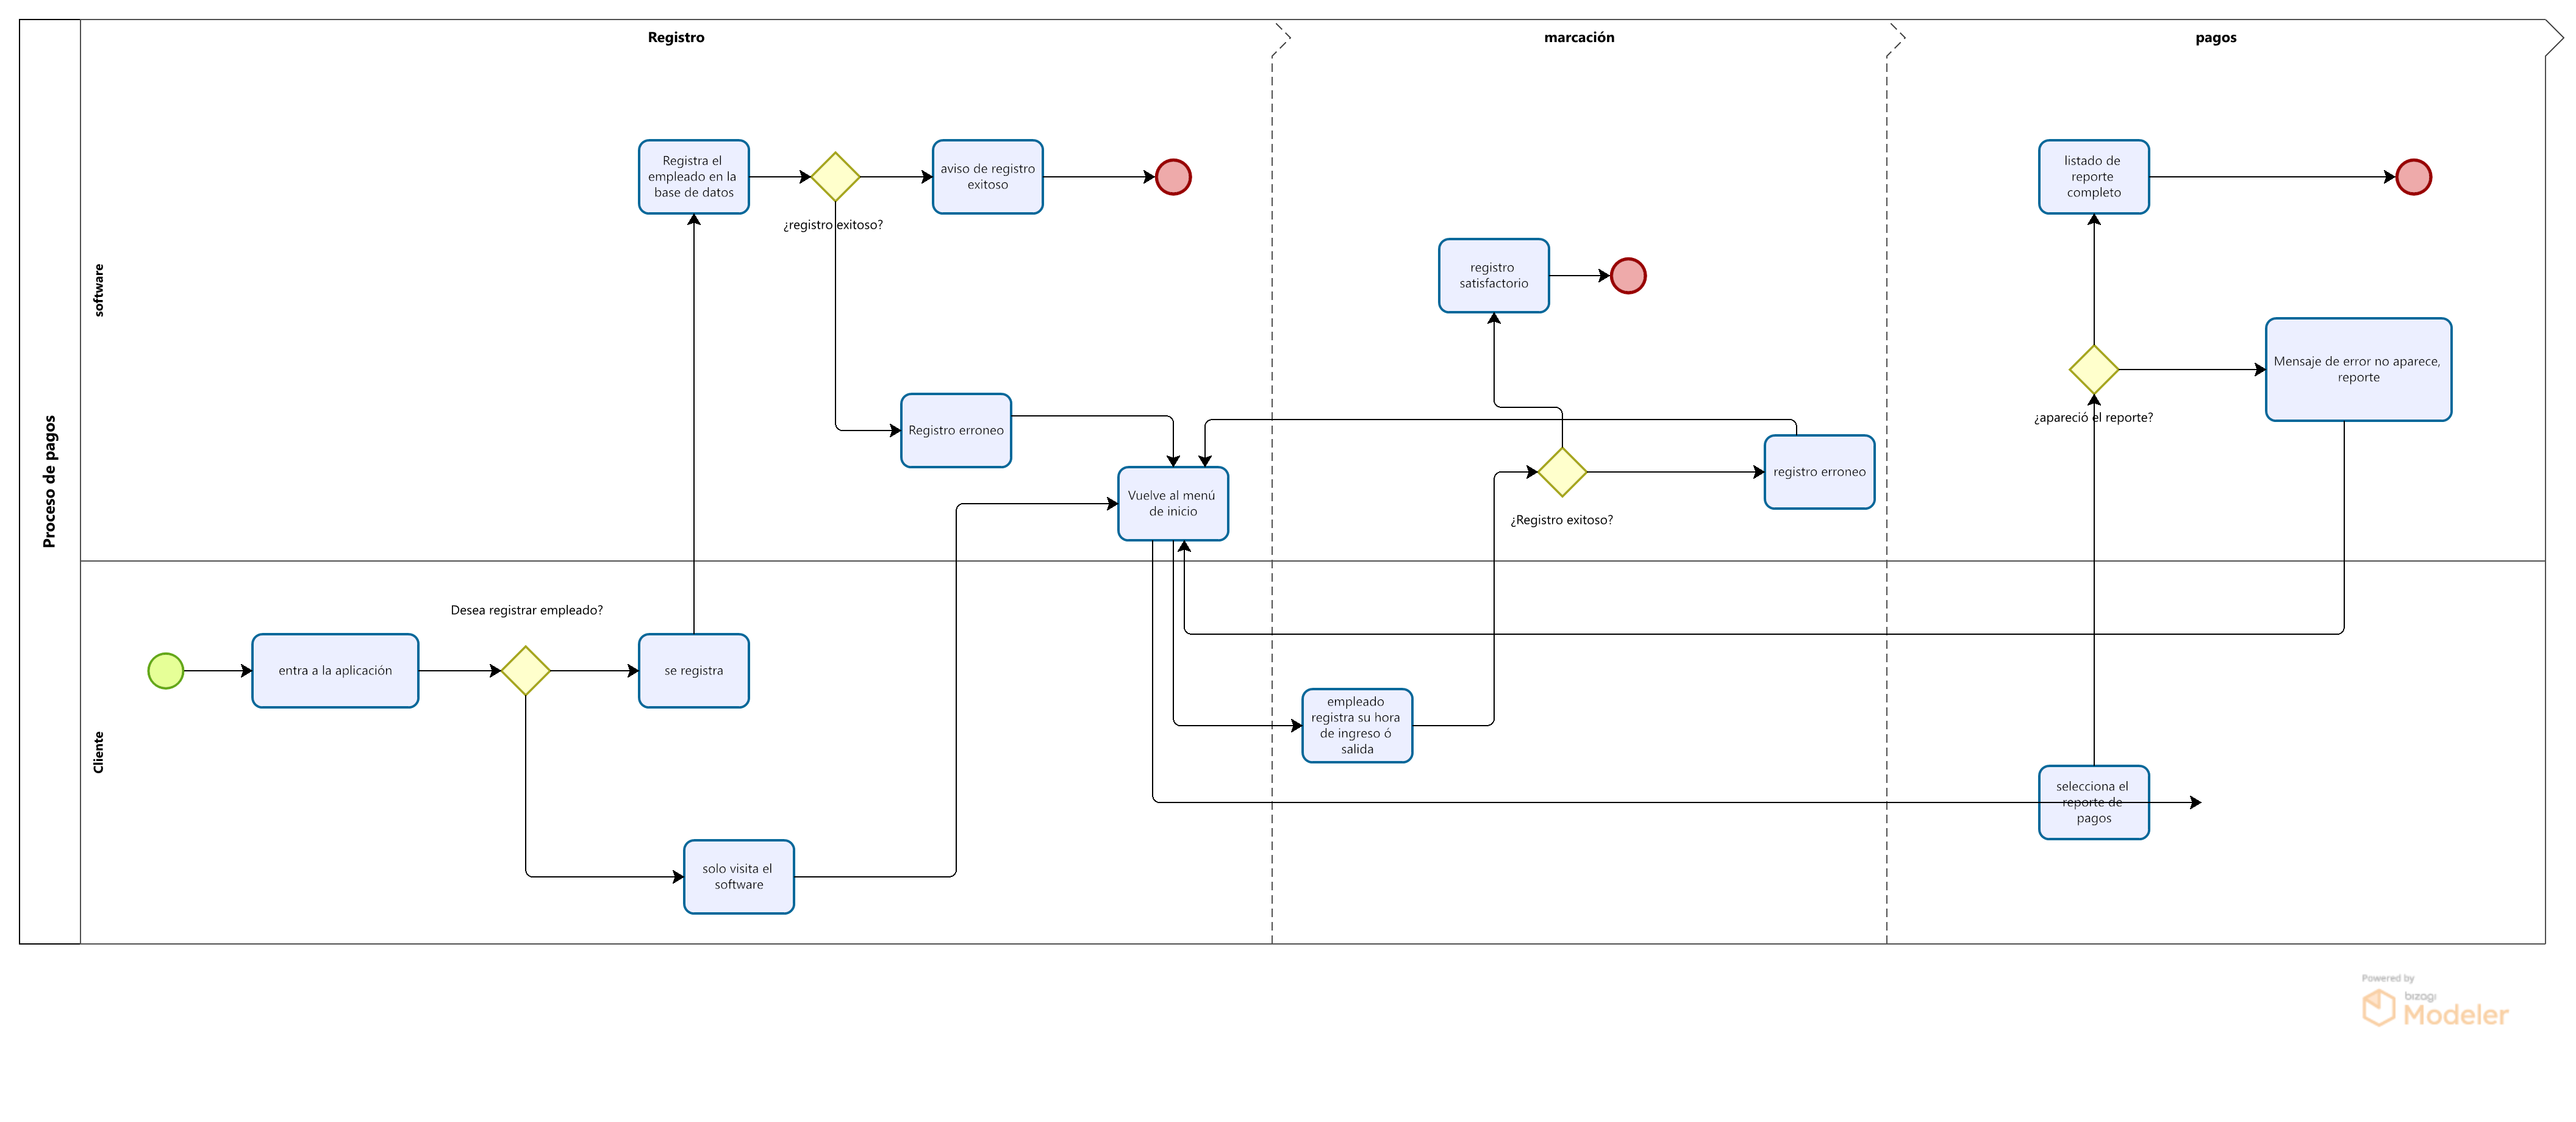 Registro
marcación
pagos
Proceso de pagos
software
Cliente
Registra el
empleado en la
base de datos
¿registro exitoso?
aviso de registro
exitoso
Registro erroneo
Vuelve al menú
de inicio
registro
satisfactorio
¿Registro exitoso?
registro erroneo
listado de
reporte
completo
¿apareció el reporte?
Mensaje de error no aparece,
reporte
Desea registrar empleado?
entra a la aplicación
se registra
solo visita el
software
empleado
registra su hora
de ingreso ó
salida
selecciona el
reporte de
pagos
Powered by
bizagi
Modeler